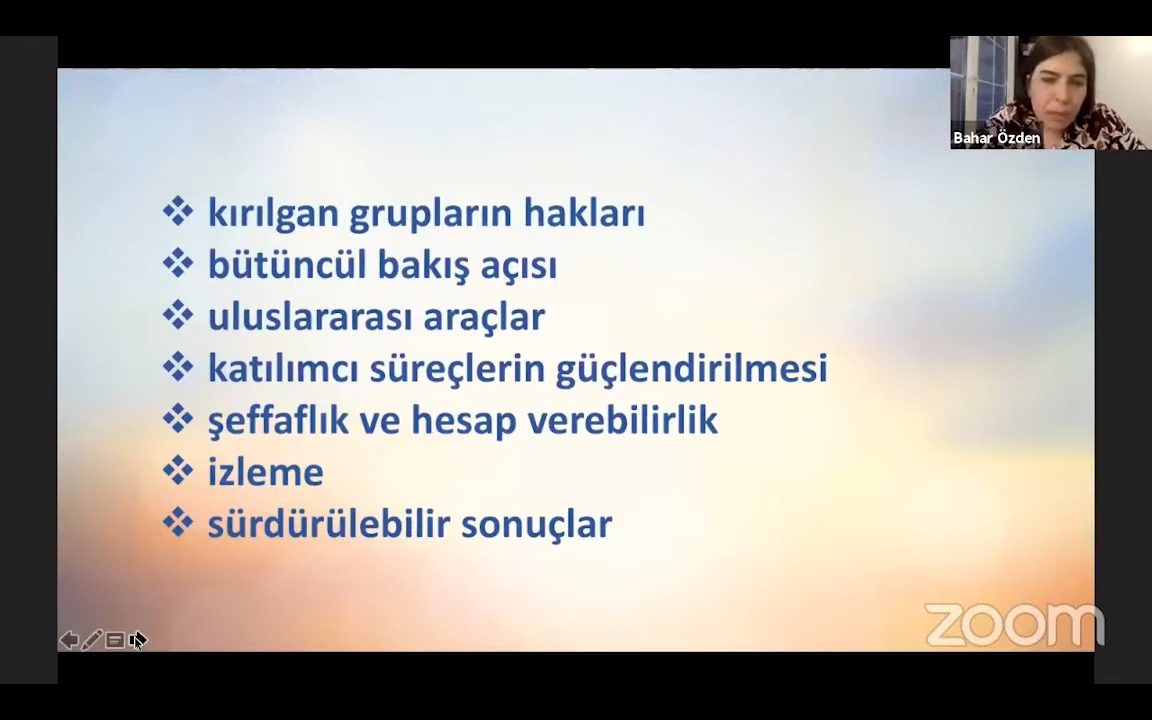 Bahar Özden
❖ kırılgan grupların hakları
❖ bütüncül bakış açısı
❖ uluslararası araçlar
❖ katılımcı süreçlerin güçlendirilmesi
❖ şeffaflık ve hesap verebilirlik
❖ izleme
❖ sürdürülebilir sonuçlar
zoom